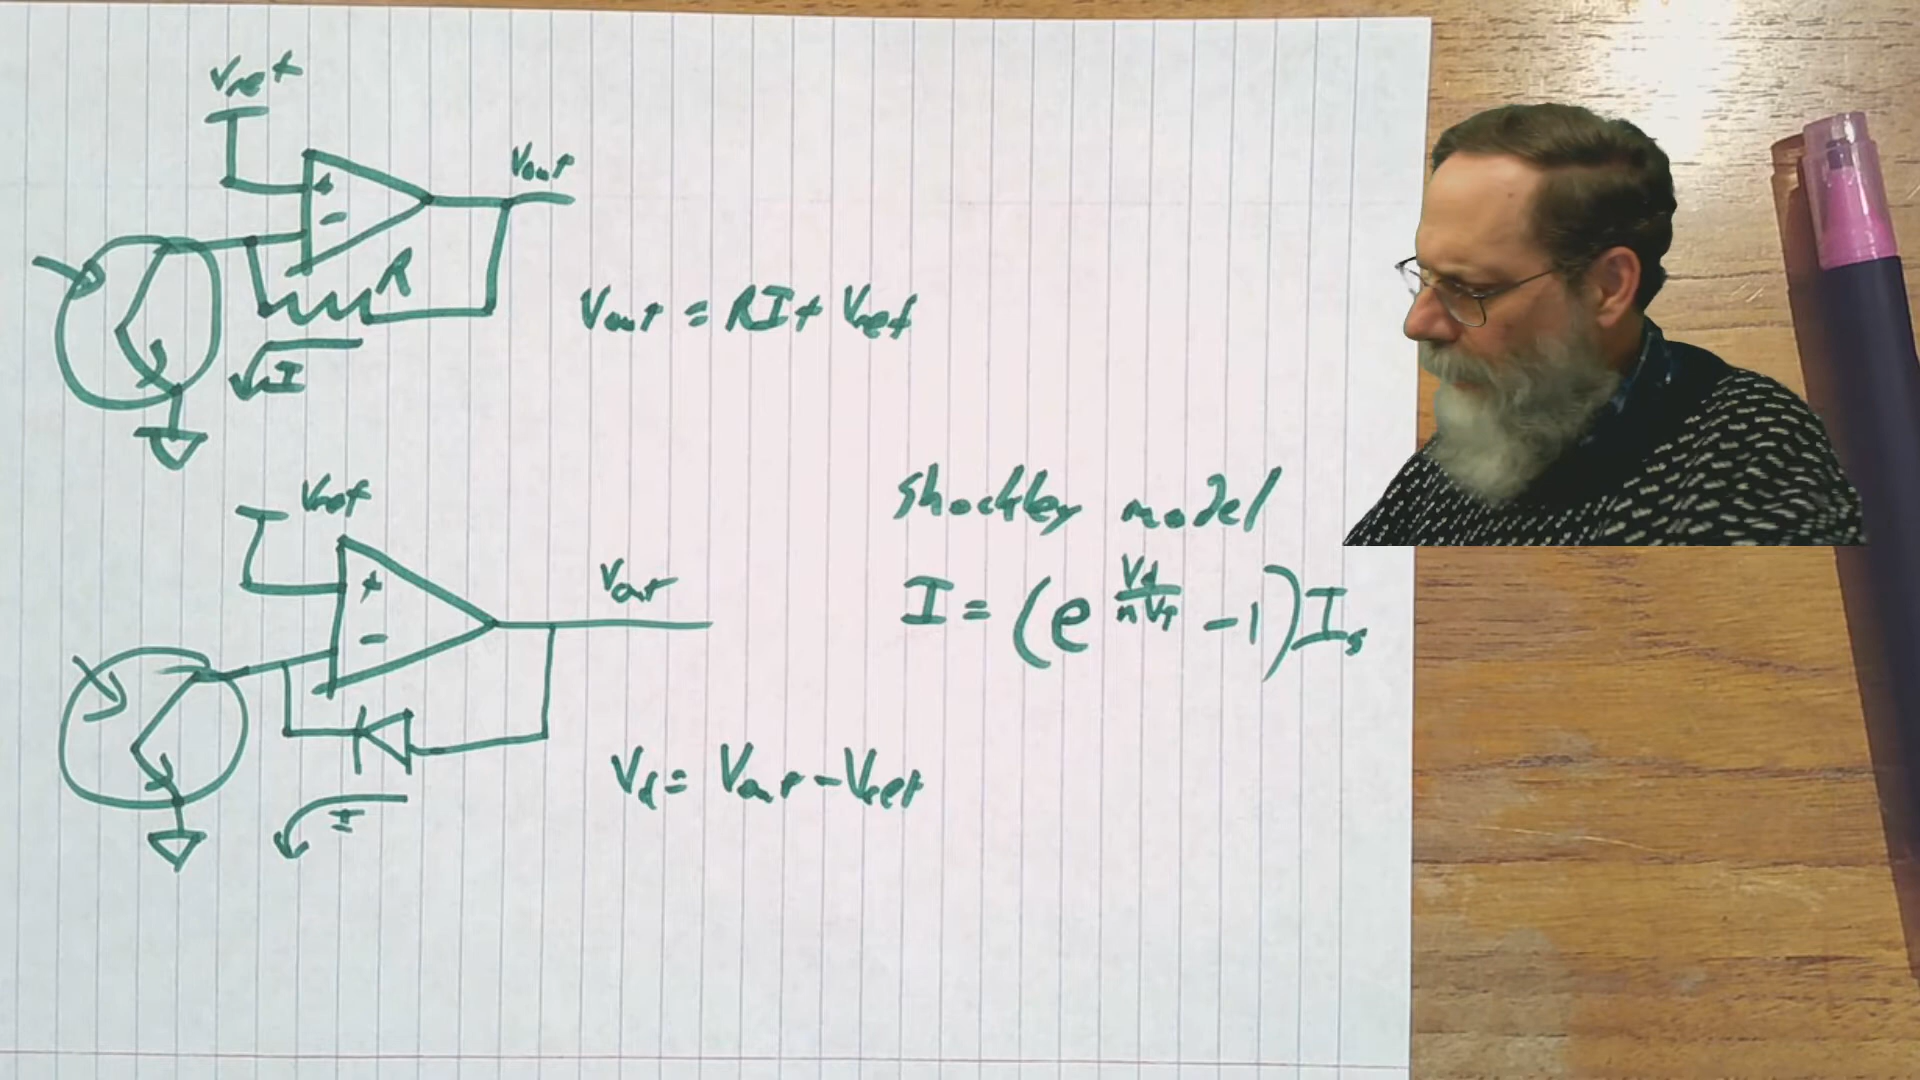 Vref
+
-
Vout
R
I
Vout = RI + Vref
Vref
+
-
Vout
I
Vd = Vout - Vref
Shockley model
I = (e^(Vd/nVT) - 1) Is